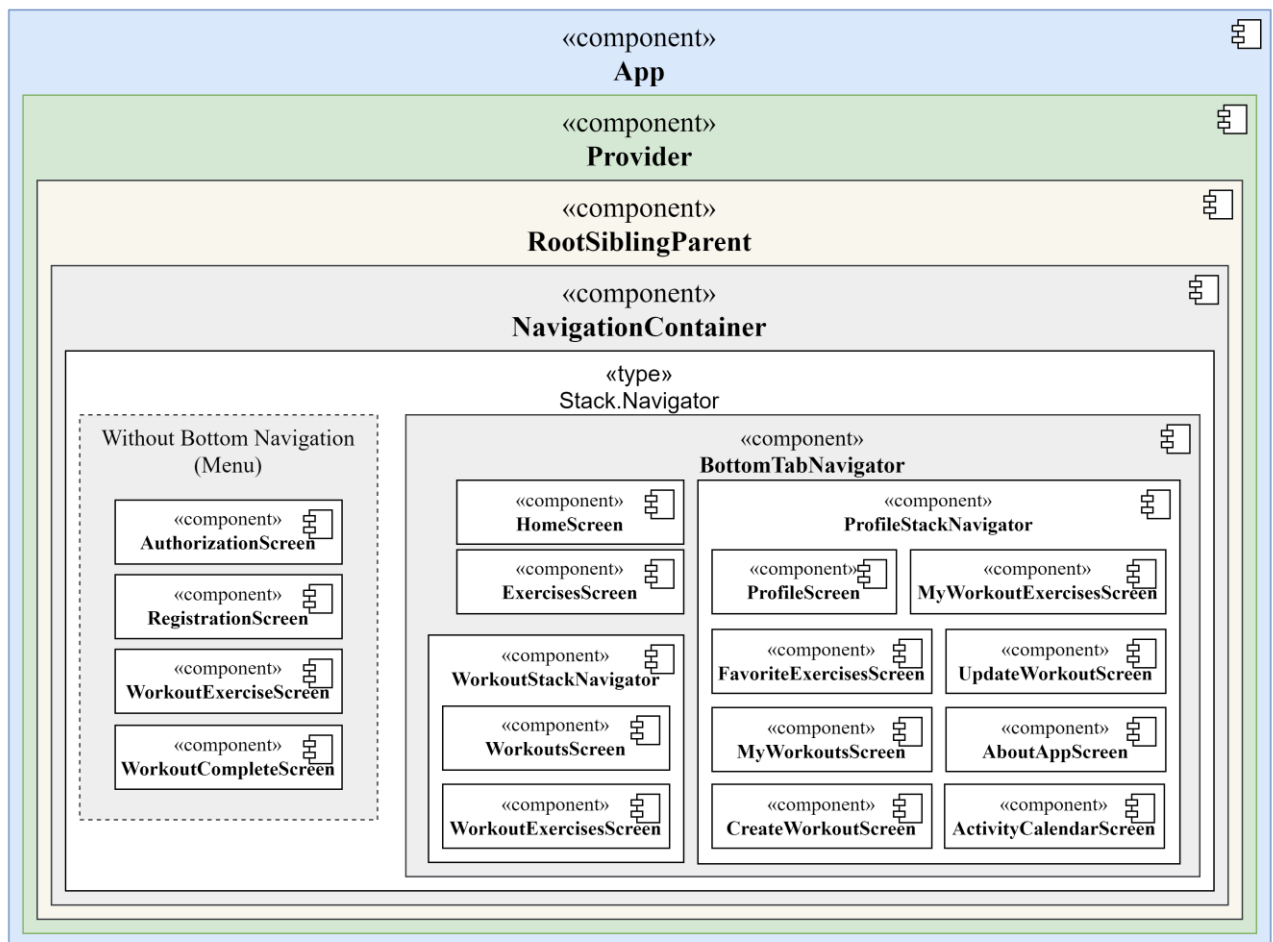 «component»
App
«component»
Provider
«component»
RootSiblingParent
«component»
NavigationContainer
«type»
Stack.Navigator
Without Bottom Navigation
(Menu)
«component»
AuthorizationScreen
«component»
RegistrationScreen
«component»
WorkoutExerciseScreen
«component»
WorkoutCompleteScreen
«component»
BottomTabNavigator
«component»
HomeScreen
«component»
ExercisesScreen
«component»
WorkoutStackNavigator
«component»
WorkoutsScreen
«component»
WorkoutExercisesScreen
«component»
ProfileStackNavigator
«component»
ProfileScreen
«component»
MyWorkoutExercisesScreen
«component»
FavoriteExercisesScreen
«component»
UpdateWorkoutScreen
«component»
MyWorkoutsScreen
«component»
AboutAppScreen
«component»
CreateWorkoutScreen
«component»
ActivityCalendarScreen